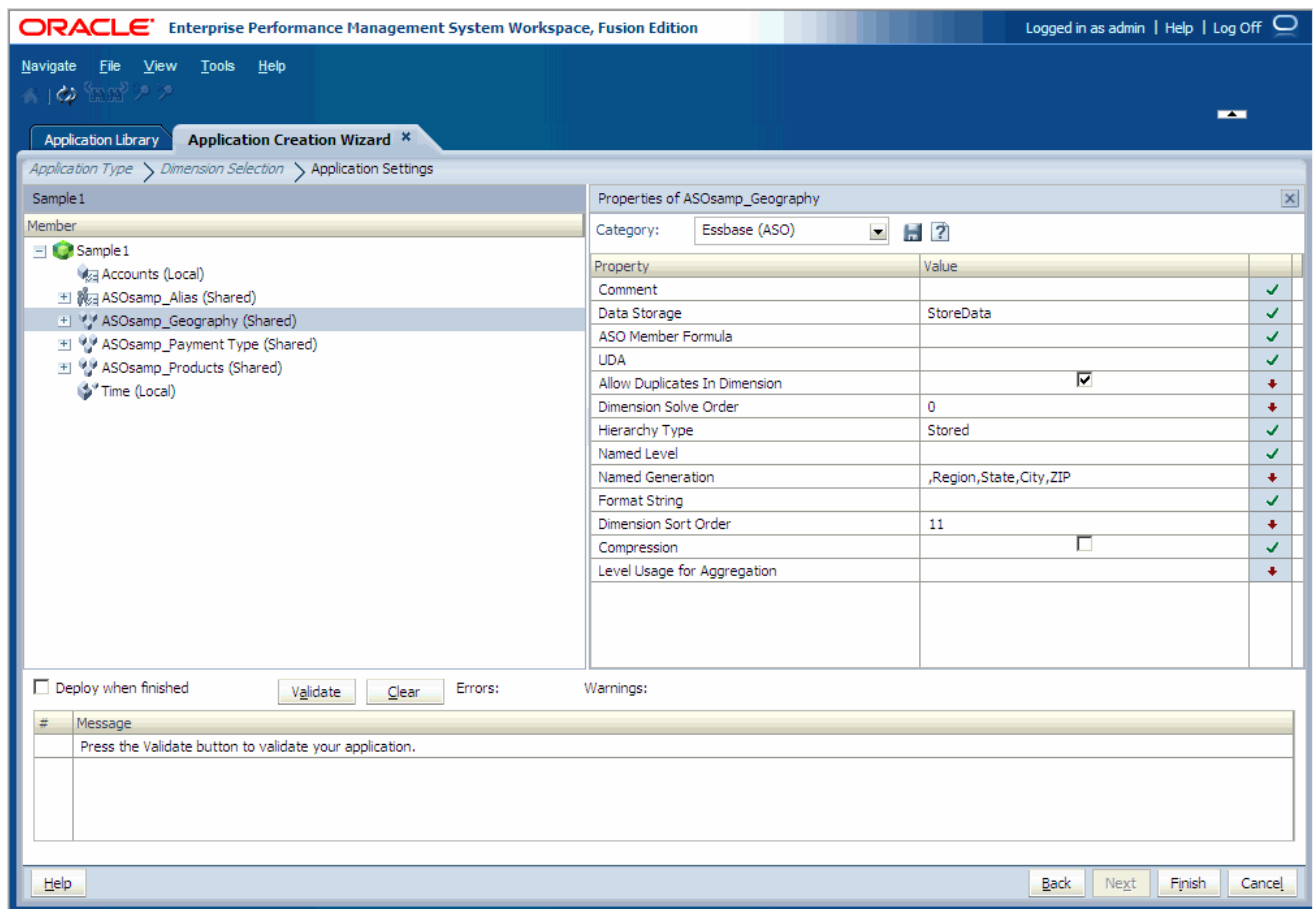 ORACLE Enterprise Performance Management System Workspace, Fusion Edition Logged in as admin | Help | Log Off
Navigate File View Tools Help
Application Library Application Creation Wizard
Application Type Dimension Selection Application Settings
Sample1
Member
Sample1
Accounts (Local)
ASOsamp_Alias (Shared)
ASOsamp_Geography (Shared)
ASOsamp_Payment Type (Shared)
ASOsamp_Products (Shared)
Time (Local)
Properties of ASOsamp_Geography
Category: Essbase (ASO)
Property Value
Comment
Data Storage StoreData
ASO Member Formula
UDA
Allow Duplicates In Dimension
Dimension Solve Order 0
Hierarchy Type Stored
Named Level
Named Generation ,Region,State,City,ZIP
Format String
Dimension Sort Order 11
Compression
Level Usage for Aggregation
Deploy when finished Validate Clear Errors: Warnings:
# Message
Press the Validate button to validate your application.
Help Back Next Finish Cancel